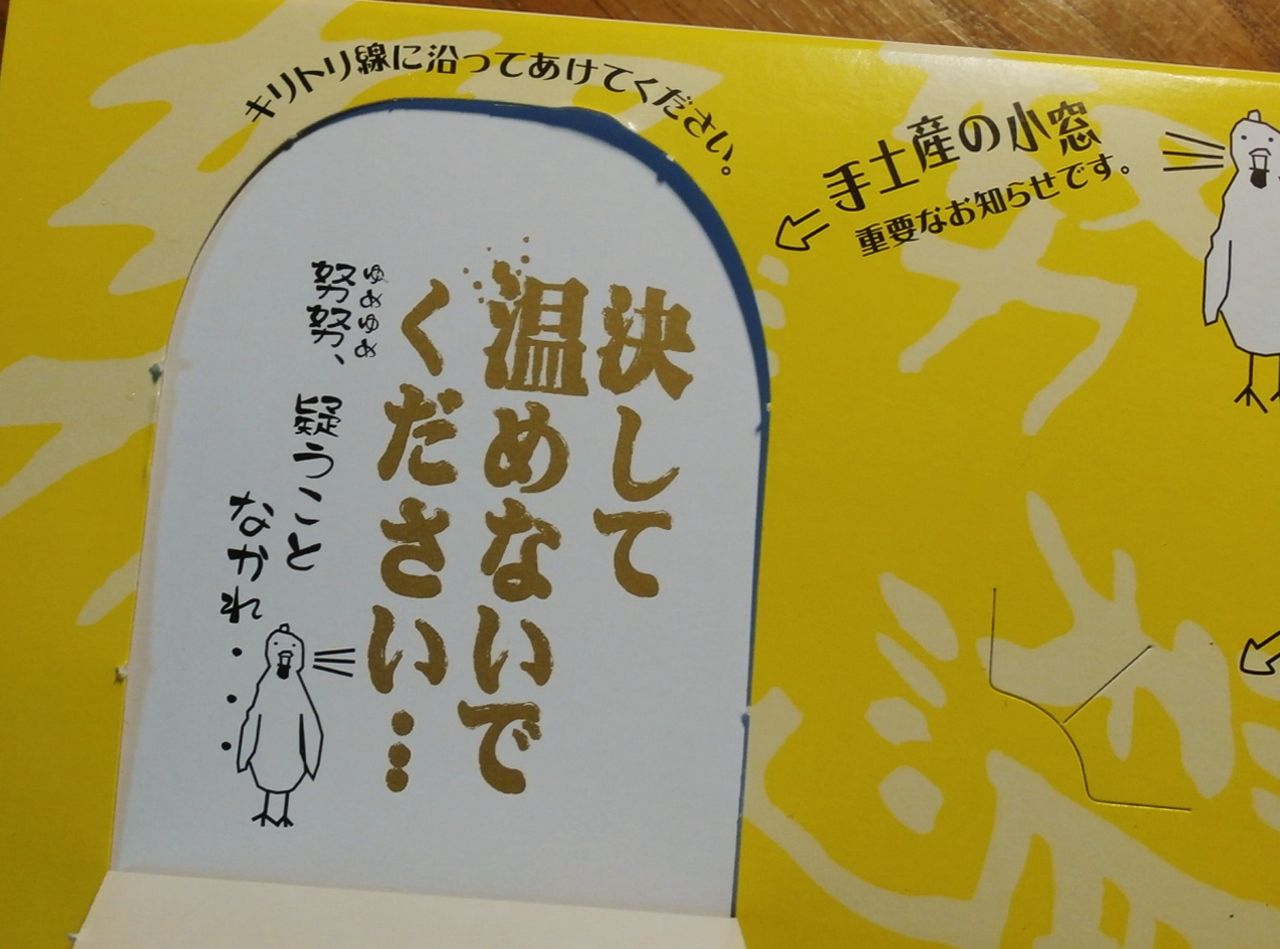 キリトリ線に沿ってあけてください。
手土産の小窓
重要なお知らせです。
決して
温めないで
ください…
努努、疑うこと
ゆめゆめ
なかれ・・・